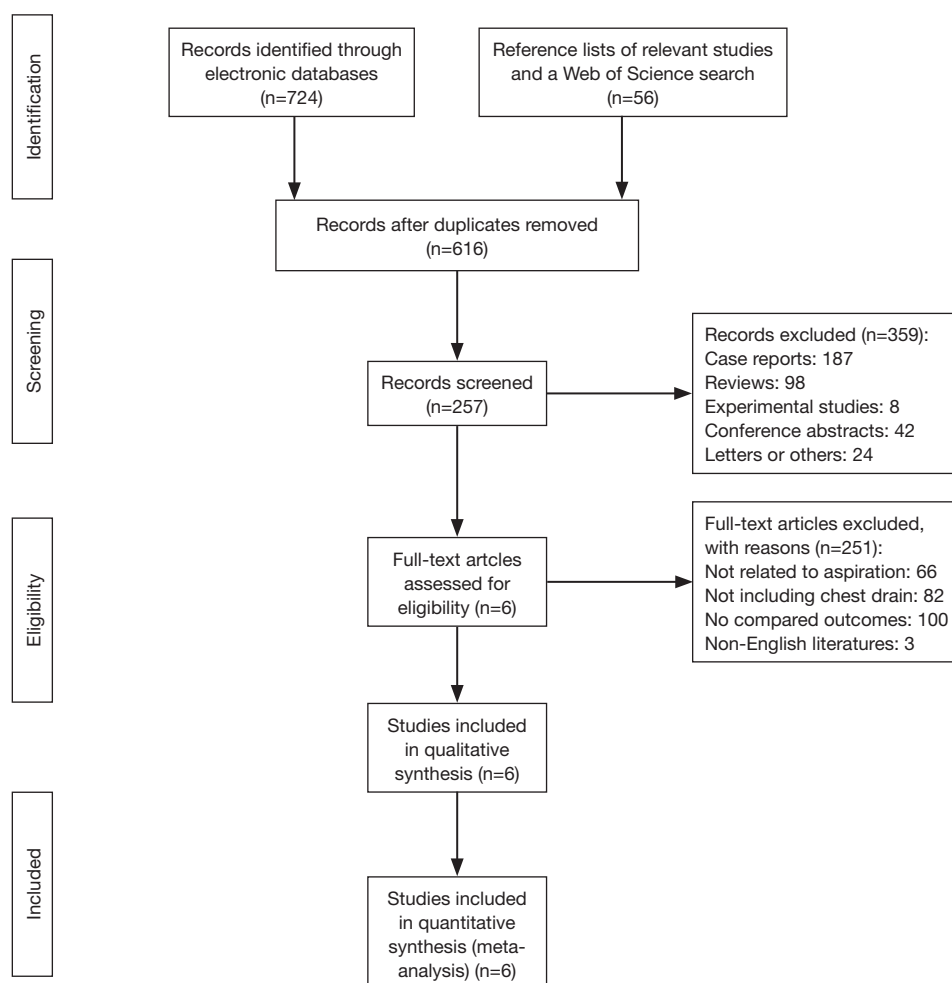 Identification
Records identified through
electronic databases
(n=724)
Reference lists of relevant studies
and a Web of Science search
(n=56)
Records after duplicates removed
(n=616)
Screening
Records screened
(n=257)
Records excluded (n=359):
Case reports: 187
Reviews: 98
Experimental studies: 8
Conference abstracts: 42
Letters or others: 24
Eligibility
Full-text artcles
assessed for
eligibility (n=6)
Full-text articles excluded,
with reasons (n=251):
Not related to aspiration: 66
Not including chest drain: 82
No compared outcomes: 100
Non-English literatures: 3
Studies included
in qualitative
synthesis (n=6)
Included
Studies included
in quantitative
synthesis (meta-
analysis) (n=6)